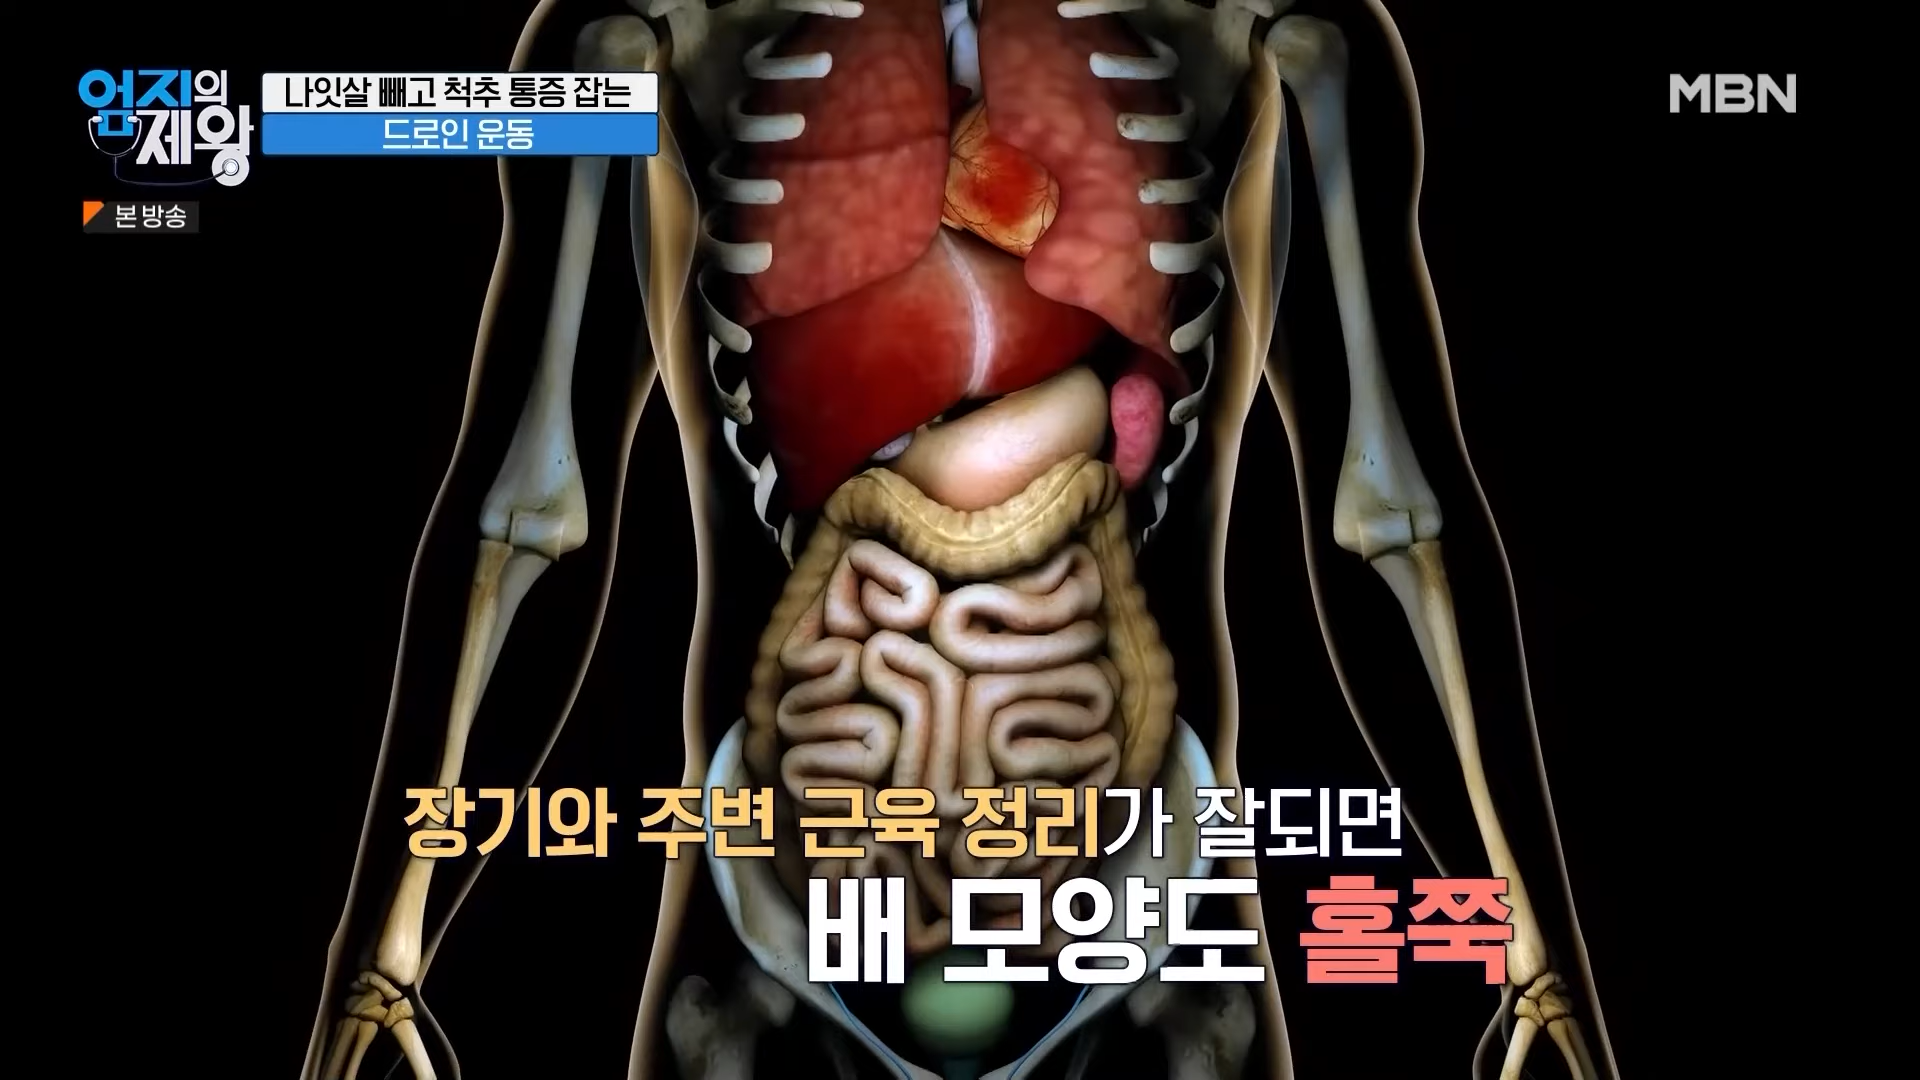 엄지의
제왕
나잇살 빼고 척추 통증 잡는
드로인 운동
MBN
본 방송
장기와 주변 근육 정리가 잘되면
배 모양도 홀쭉